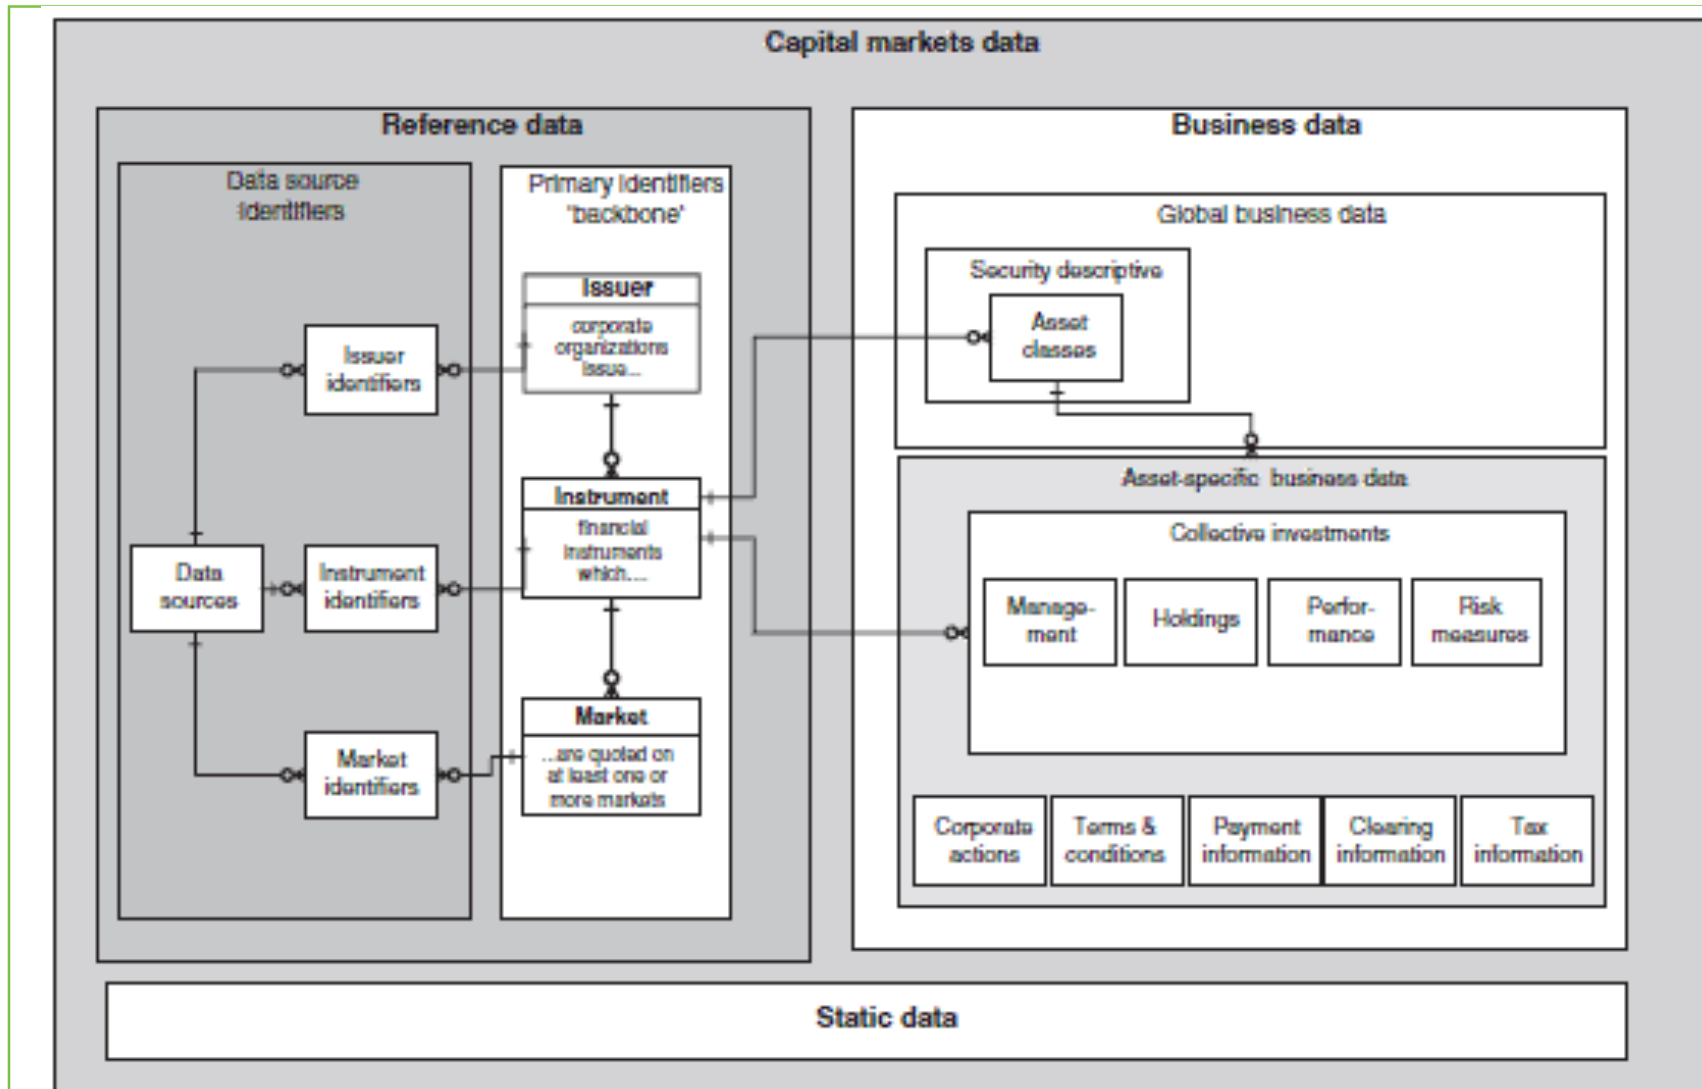 Capital markets data
Reference data
Data source
identifiers
Primary identifiers
'backbone'
Issuer
corporate
organizations
issue...
Issuer
identifiers
Instrument
financial
instruments
which....
Data
sources
Instrument
identifiers
Market
...are quoted on
at least one or
more markets
Market
identifiers
Business data
Global business data
Security descriptive
Asset
classes
Asset-specific business data
Collective investments
Manage-
ment
Holdings
Perfor-
mance
Risk
measures
Corporate
actions
Terms &
conditions
Payment
information
Clearing
information
Tax
information
Static data